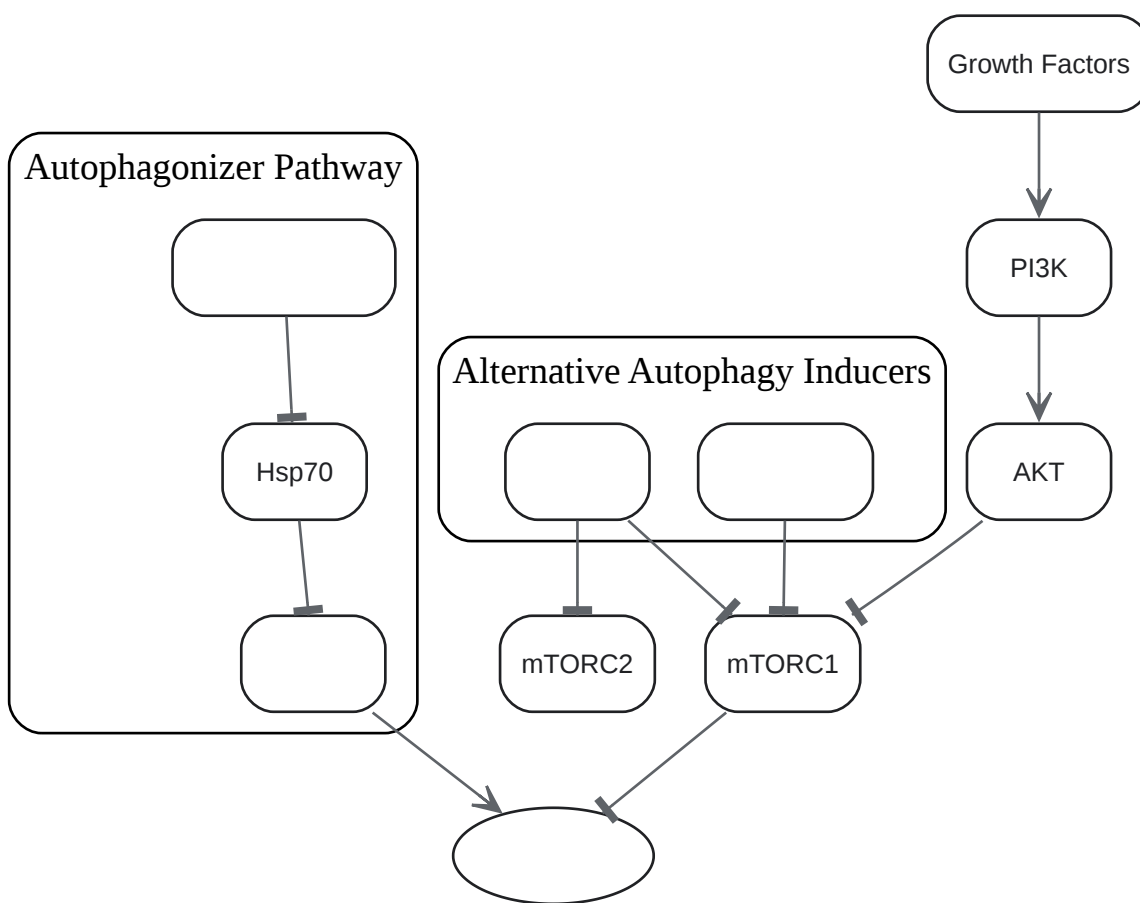 Growth Factors
Autophagonizer Pathway
PI3K
Alternative Autophagy Inducers
Hsp70
AKT
mTORC2
mTORC1